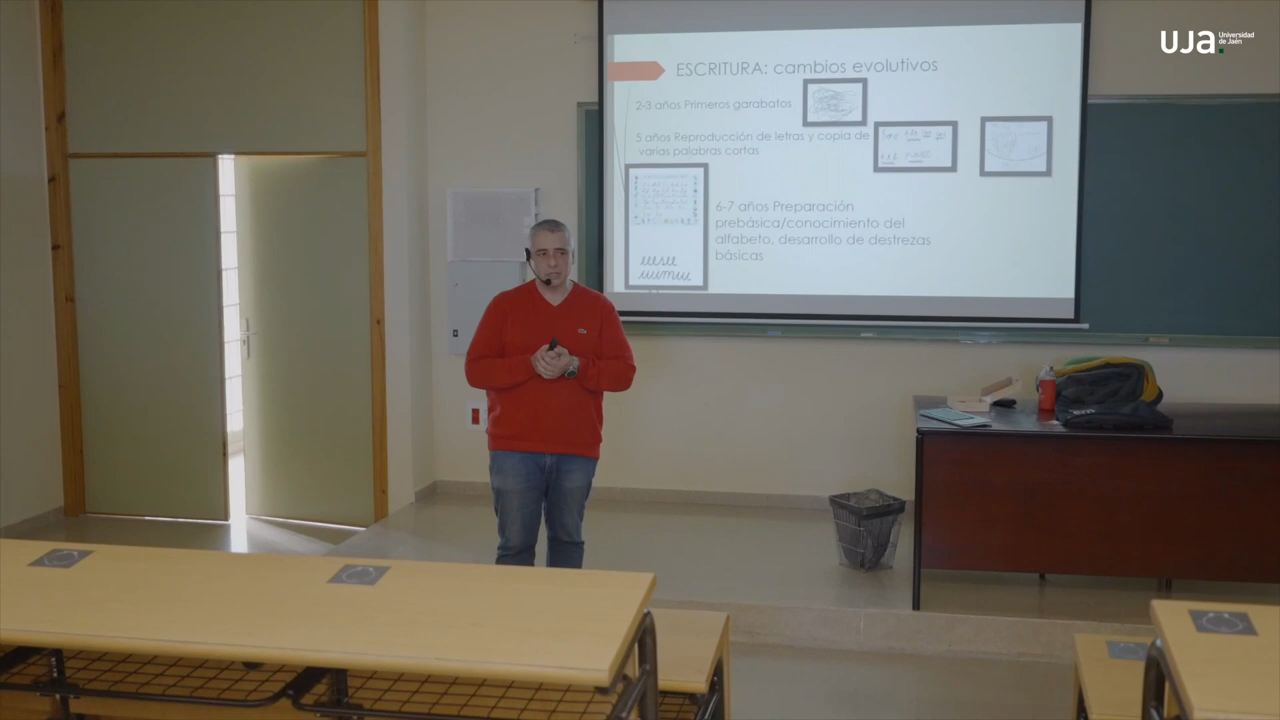 uja.
Universidad
de Jaén
ESCRITURA: cambios evolutivos
2-3 años Primeros garabatos
5 años Reproducción de letras y copia de
varias palabras cortas
6-7 años Preparación
prebásica/conocimiento del
alfabeto, desarrollo de destrezas
básicas